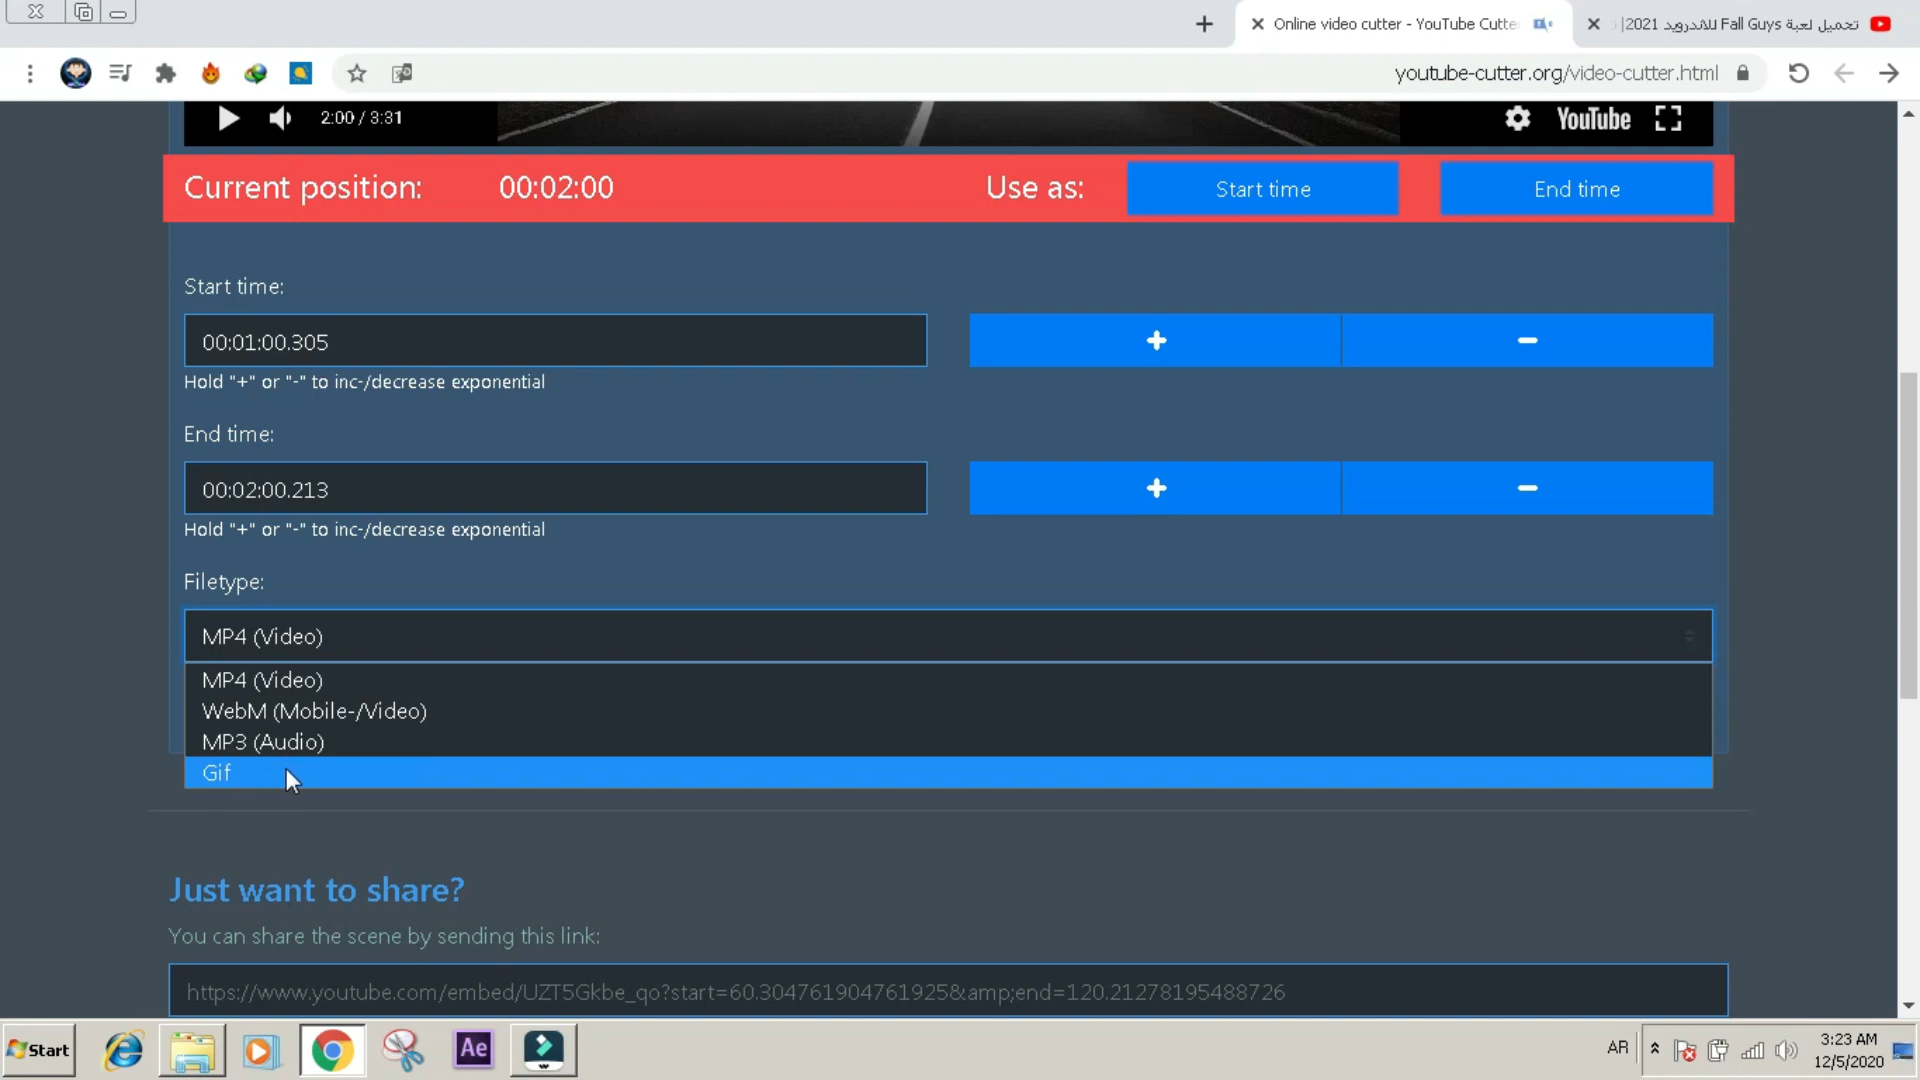 Online video cutter - YouTube Cutte
تحميل لعبة Fall Guys للاندرويد 2021|
youtube-cutter.org/video-cutter.html
2:00 / 3:31
YouTube
Current position:
00:02:00
Use as:
Start time
End time
Start time:
00:01:00.305
+
-
Hold "+" or "-" to inc-/decrease exponential
End time:
00:02:00.213
+
-
Hold "+" or "-" to inc-/decrease exponential
Filetype:
MP4 (Video)
MP4 (Video)
WebM (Mobile-/Video)
MP3 (Audio)
Gif
Just want to share?
You can share the scene by sending this link:
https://www.youtube.com/embed/UZT5Gkbe_qo?start=60.304761904761925&amp;end=120.21278195488726
Start
Ae
AR
3:23 AM
12/5/2020